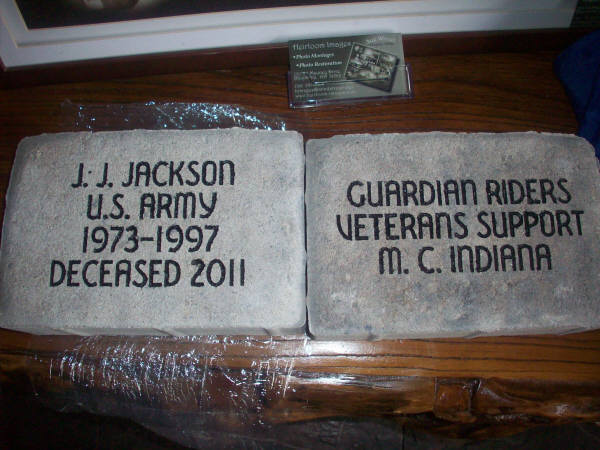 Heirloom Images
•Photo Montages
•Photo Restoration
J. J. JACKSON
U.S. ARMY
1973-1997
DECEASED 2011
GUARDIAN RIDERS
VETERANS SUPPORT
M. C. INDIANA